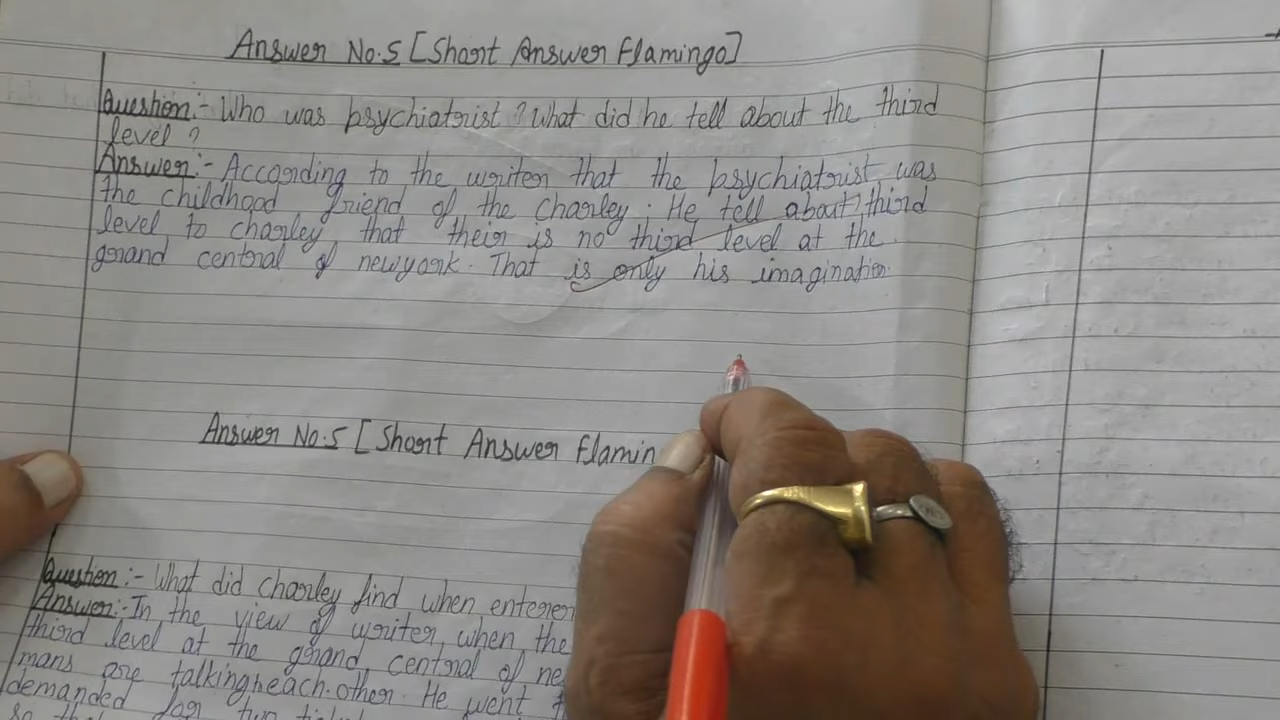 Answer No.5 [Short Answer Flamingo]
Question:- Who was psychiatrist? What did he tell about the third
level?
Answer:- According to the writer that the psychiatrist was
the childhood friend of the charley. He tell about third
level to charley that their is no third level at the
grand central of newyork. That is only his imagination.
Answer No.5 [Short Answer Flamin
Question:- What did charley find when
Answer:- In the view of writer when the
third level at the grand central of ne
mans are talking each other. He went
demanded for two
so